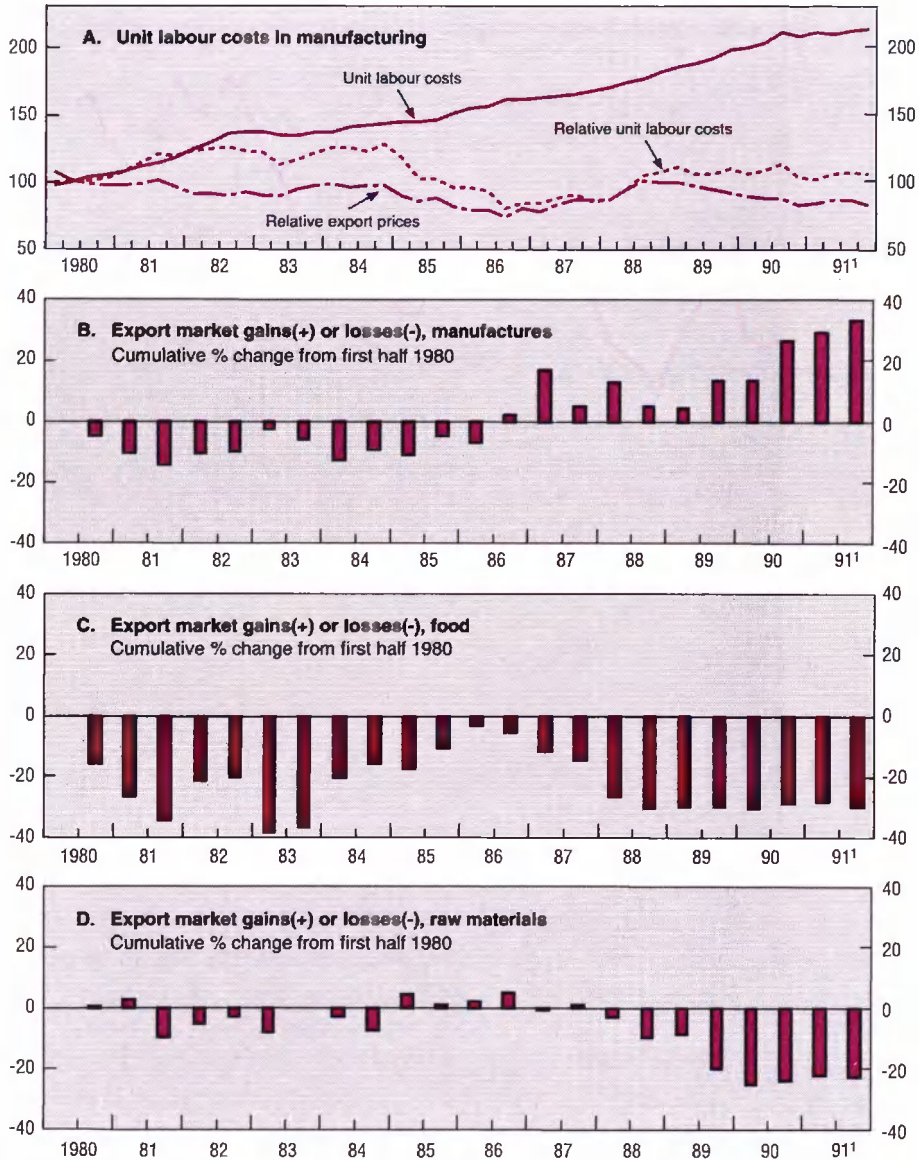 A. Unit labour costs in manufacturing
200 200
Unit labour costs
150 150
Relative unit labour costs
100 100
Relative export prices
50 50
1980 81 82 83 84 85 86 87 88 89 90 91¹
40 40
B. Export market gains(+) or losses(-), manufactures
Cumulative % change from first half 1980
20 20
0 0
-20 -20
-40 -40
1980 81 82 83 84 85 86 87 88 89 90 91¹
40 40
C. Export market gains(+) or losses(-), food
Cumulative % change from first half 1980
20 20
0 0
-20 -20
-40 -40
1980 81 82 83 84 85 86 87 88 89 90 91¹
40 40
D. Export market gains(+) or losses(-), raw materials
Cumulative % change from first half 1980
20 20
0 0
-20 -20
-40 -40
1980 81 82 83 84 85 86 87 88 89 90 91¹